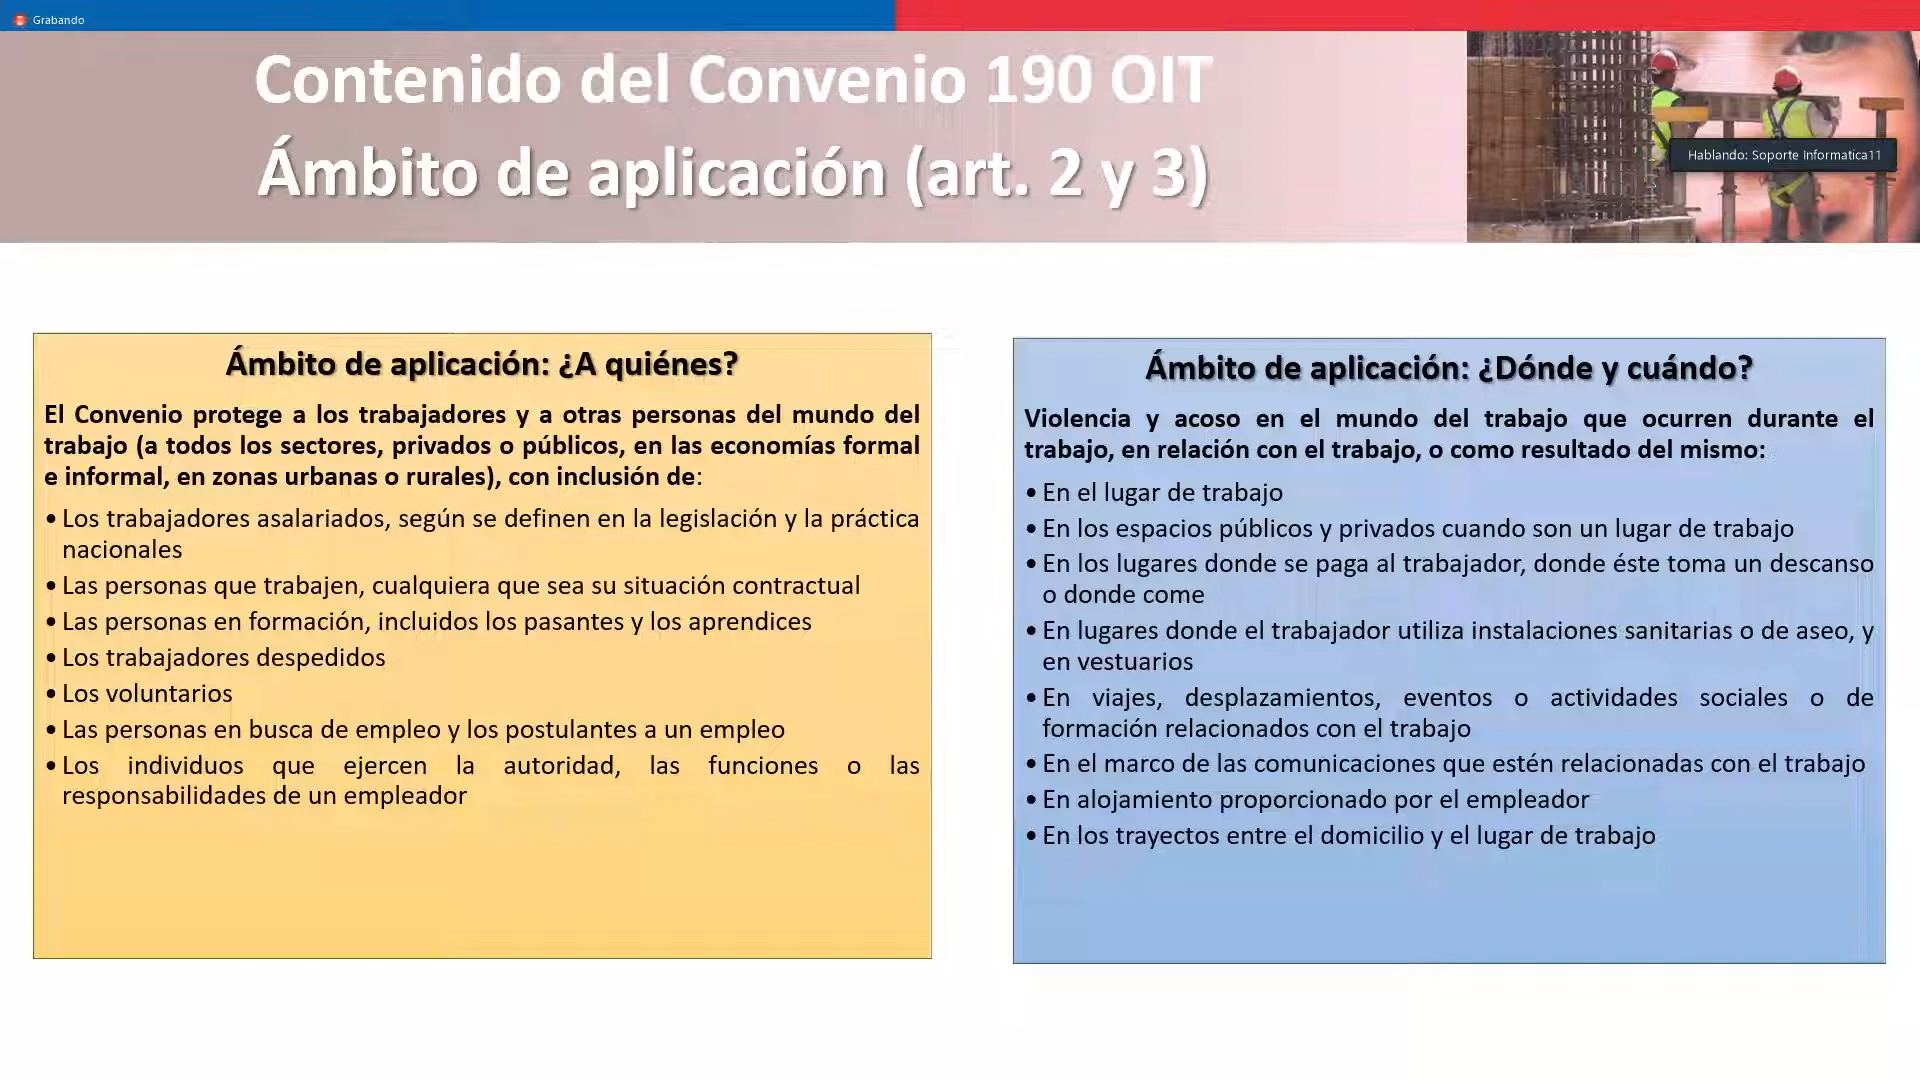 Grabando
Contenido del Convenio 190 OIT
Ámbito de aplicación (art. 2 y 3)
Hablando: Soporte Informatica11
Ámbito de aplicación: ¿A quiénes?
El Convenio protege a los trabajadores y a otras personas del mundo del
trabajo (a todos los sectores, privados o públicos, en las economías formal
e informal, en zonas urbanas o rurales), con inclusión de:
• Los trabajadores asalariados, según se definen en la legislación y la práctica
nacionales
• Las personas que trabajen, cualquiera que sea su situación contractual
• Las personas en formación, incluidos los pasantes y los aprendices
• Los trabajadores despedidos
• Los voluntarios
• Las personas en busca de empleo y los postulantes a un empleo
• Los individuos que ejercen la autoridad, las funciones o las
responsabilidades de un empleador
Ámbito de aplicación: ¿Dónde y cuándo?
Violencia y acoso en el mundo del trabajo que ocurren durante el
trabajo, en relación con el trabajo, o como resultado del mismo:
• En el lugar de trabajo
• En los espacios públicos y privados cuando son un lugar de trabajo
• En los lugares donde se paga al trabajador, donde éste toma un descanso
o donde come
• En lugares donde el trabajador utiliza instalaciones sanitarias o de aseo, y
en vestuarios
• En viajes, desplazamientos, eventos o actividades sociales o de
formación relacionados con el trabajo
• En el marco de las comunicaciones que estén relacionadas con el trabajo
• En alojamiento proporcionado por el empleador
• En los trayectos entre el domicilio y el lugar de trabajo